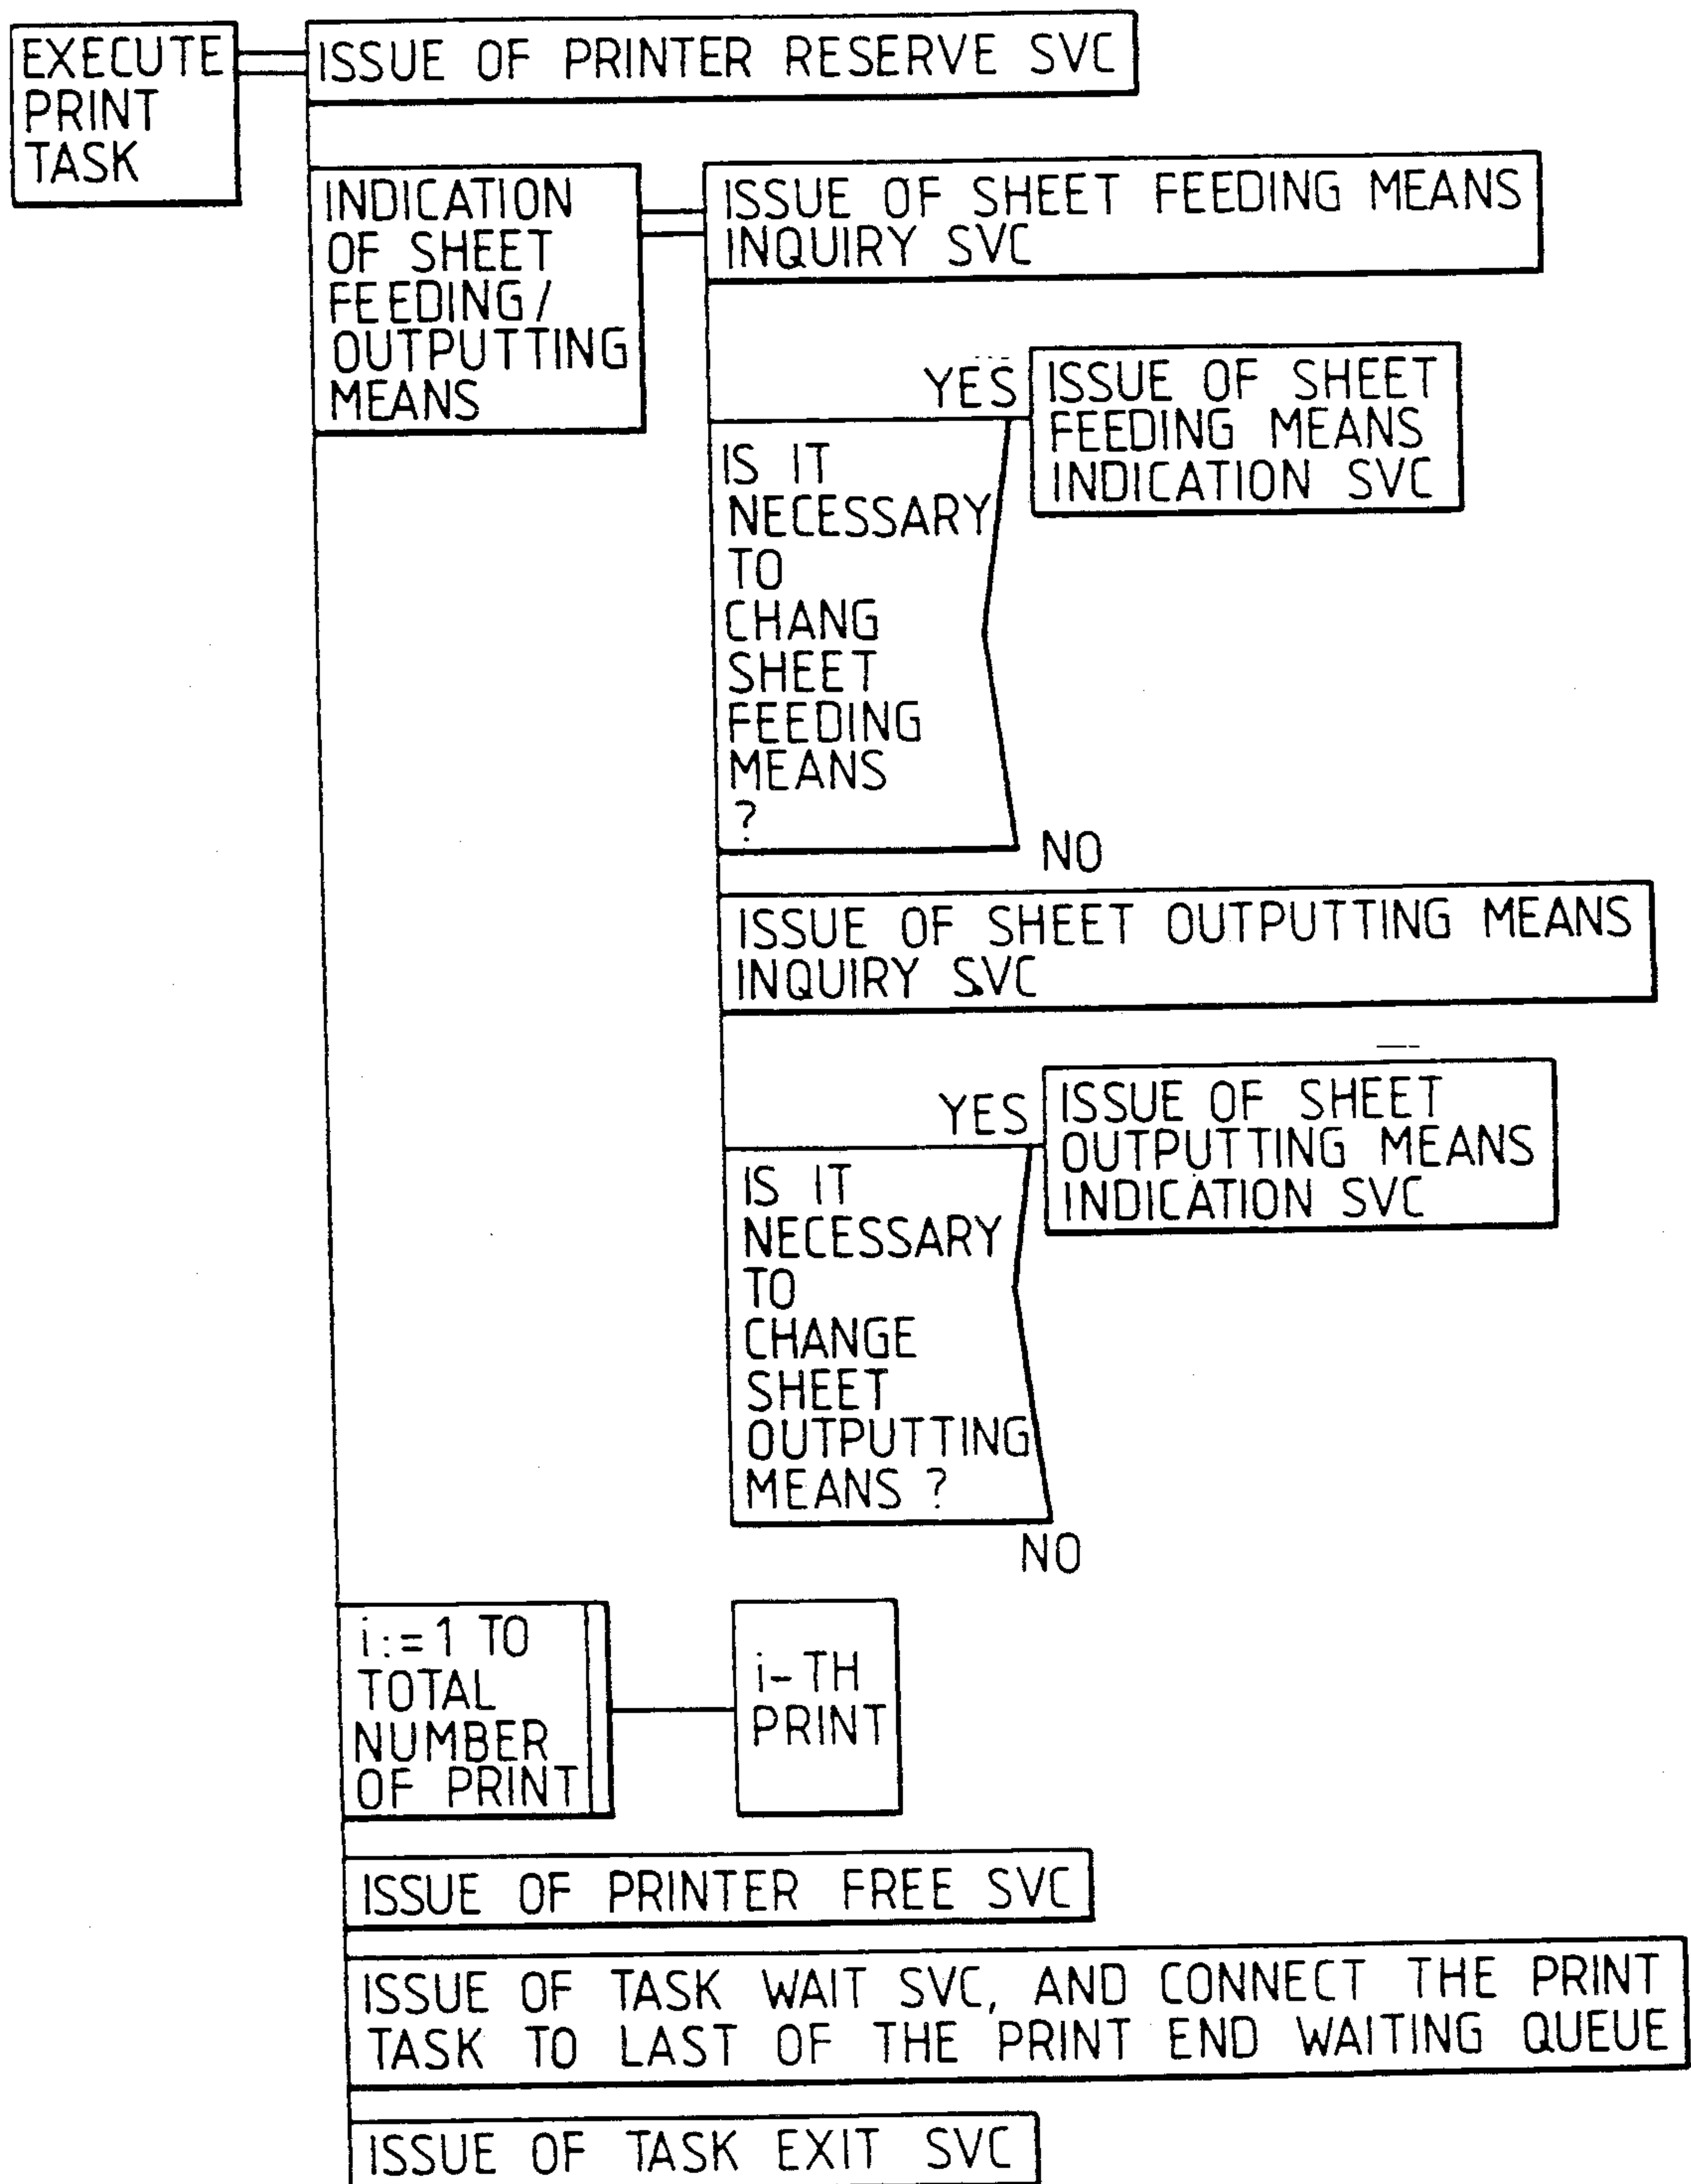 EXECUTE
PRINT
TASK
ISSUE OF PRINTER RESERVE SVC
INDICATION
OF SHEET
FEEDING/
OUTPUTTING
MEANS
ISSUE OF SHEET FEEDING MEANS
INQUIRY SVC
YES
ISSUE OF SHEET
FEEDING MEANS
INDICATION SVC
IS IT
NECESSARY
TO
CHANG
SHEET
FEEDING
MEANS
?
NO
ISSUE OF SHEET OUTPUTTING MEANS
INQUIRY SVC
YES
ISSUE OF SHEET
OUTPUTTING MEANS
INDICATION SVC
IS IT
NECESSARY
TO
CHANGE
SHEET
OUTPUTTING
MEANS ?
NO
i:=1 TO
TOTAL
NUMBER
OF PRINT
i-TH
PRINT
ISSUE OF PRINTER FREE SVC
ISSUE OF TASK WAIT SVC, AND CONNECT THE PRINT
TASK TO LAST OF THE PRINT END WAITING QUEUE
ISSUE OF TASK EXIT SVC